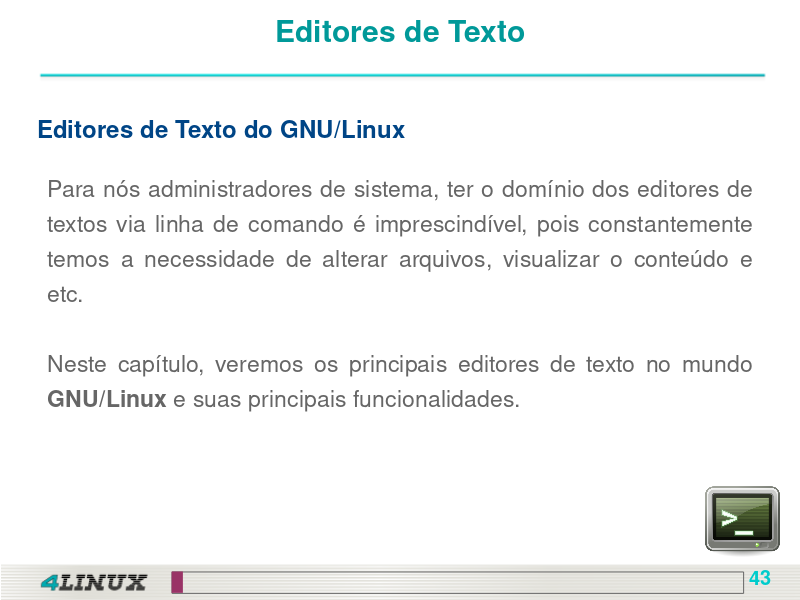 Editores de Texto
Editores de Texto do GNU/Linux
Para nós administradores de sistema, ter o domínio dos editores de
textos via linha de comando é imprescindível, pois constantemente
temos a necessidade de alterar arquivos, visualizar o conteúdo e
etc.
Neste capítulo, veremos os principais editores de texto no mundo
GNU/Linux e suas principais funcionalidades.
>_
4LINUX
43